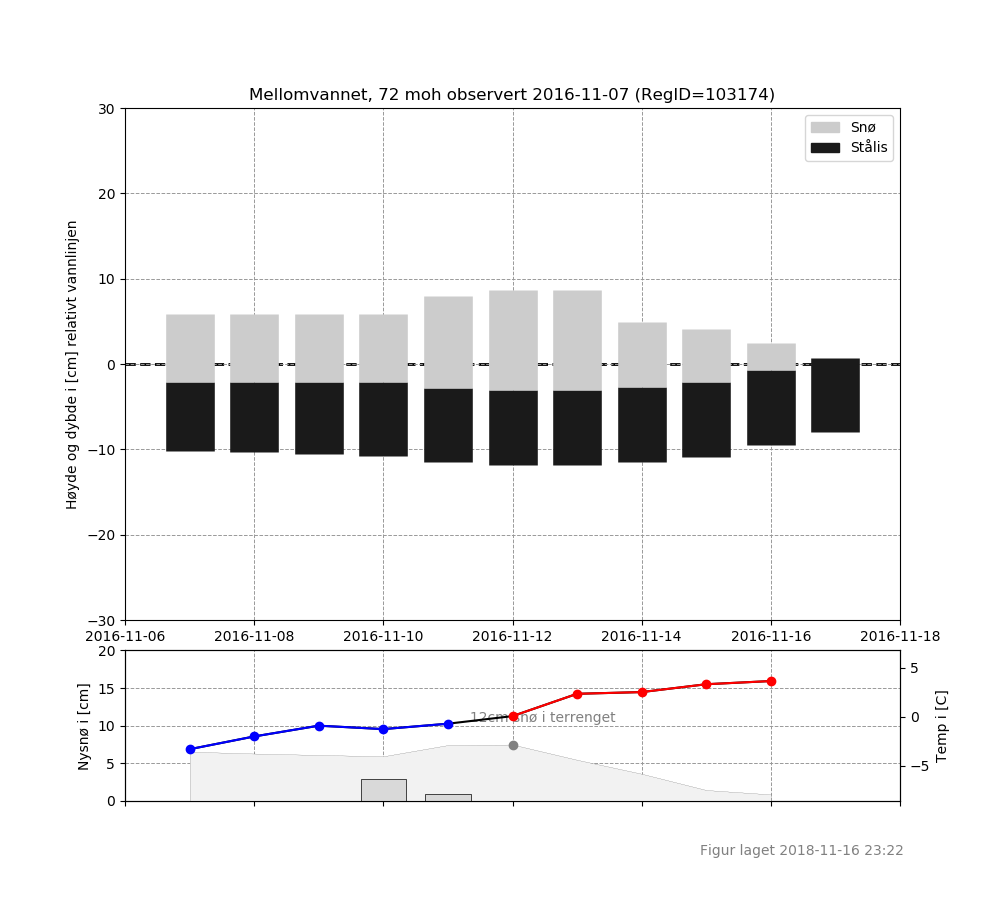 Mellomvannet, 72 moh observert 2016-11-07 (RegID=103174)
Høyde og dybde i [cm] relativt vannlinjen
30
20
10
0
−10
−20
−30
Snø
Stålis
2016-11-06 2016-11-08 2016-11-10 2016-11-12 2016-11-14 2016-11-16 2016-11-18
Nysnø i [cm]
20
15
10
5
0
12cm snø i terrenget
5
0
−5
Temp i [C]
Figur laget 2018-11-16 23:22